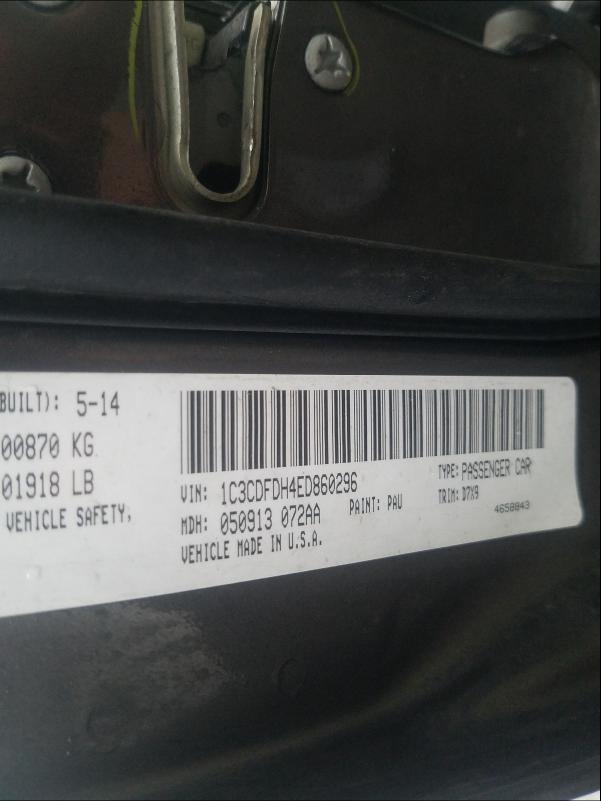 BUILT): 5-14
00870 KG
01918 LB
VEHICLE SAFETY,
VIN: 1C3CDFDH4ED860296
TYPE: PASSENGER CAR
MDH: 050913 072AA
PAINT: PAU
TRIM: D7X9
VEHICLE MADE IN U.S.A.
4658843